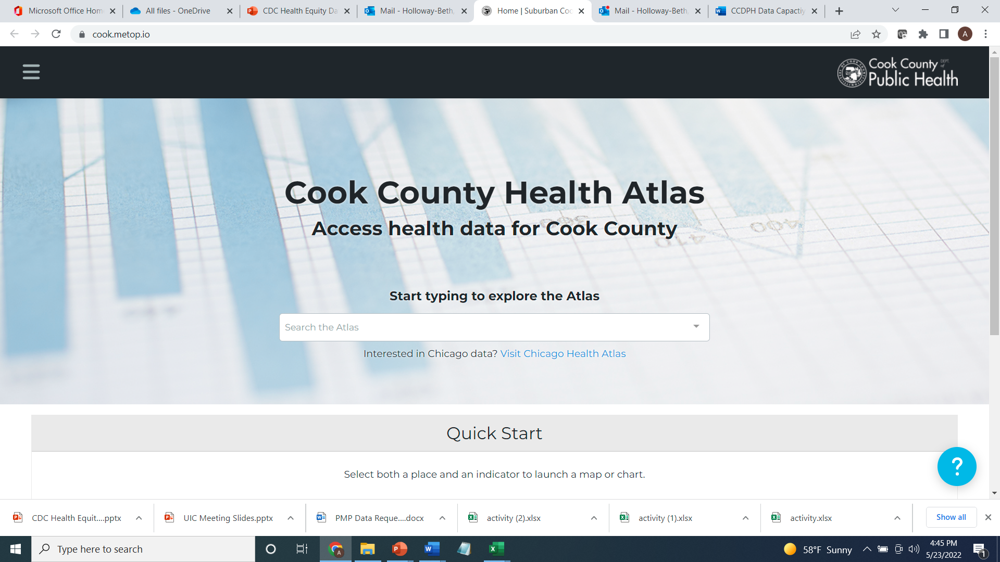 Microsoft Office Hom
All files - OneDrive
CDC Health Equity Da
Mail - Holloway-Beth,
Home | Suburban Coo
Mail - Holloway-Beth,
CCDPH Data Capactiy
cook.metop.io
A
Cook County DEPT. of
Public Health
Cook County Health Atlas
Access health data for Cook County
400
410
Start typing to explore the Atlas
Search the Atlas
Interested in Chicago data? Visit Chicago Health Atlas
Quick Start
Select both a place and an indicator to launch a map or chart.
?
CDC Health Equit....pptx
UIC Meeting Slides.pptx
PMP Data Reque....docx
activity (2).xlsx
activity (1).xlsx
activity.xlsx
Show all
Type here to search
58°F Sunny
4:45 PM
5/23/2022
1